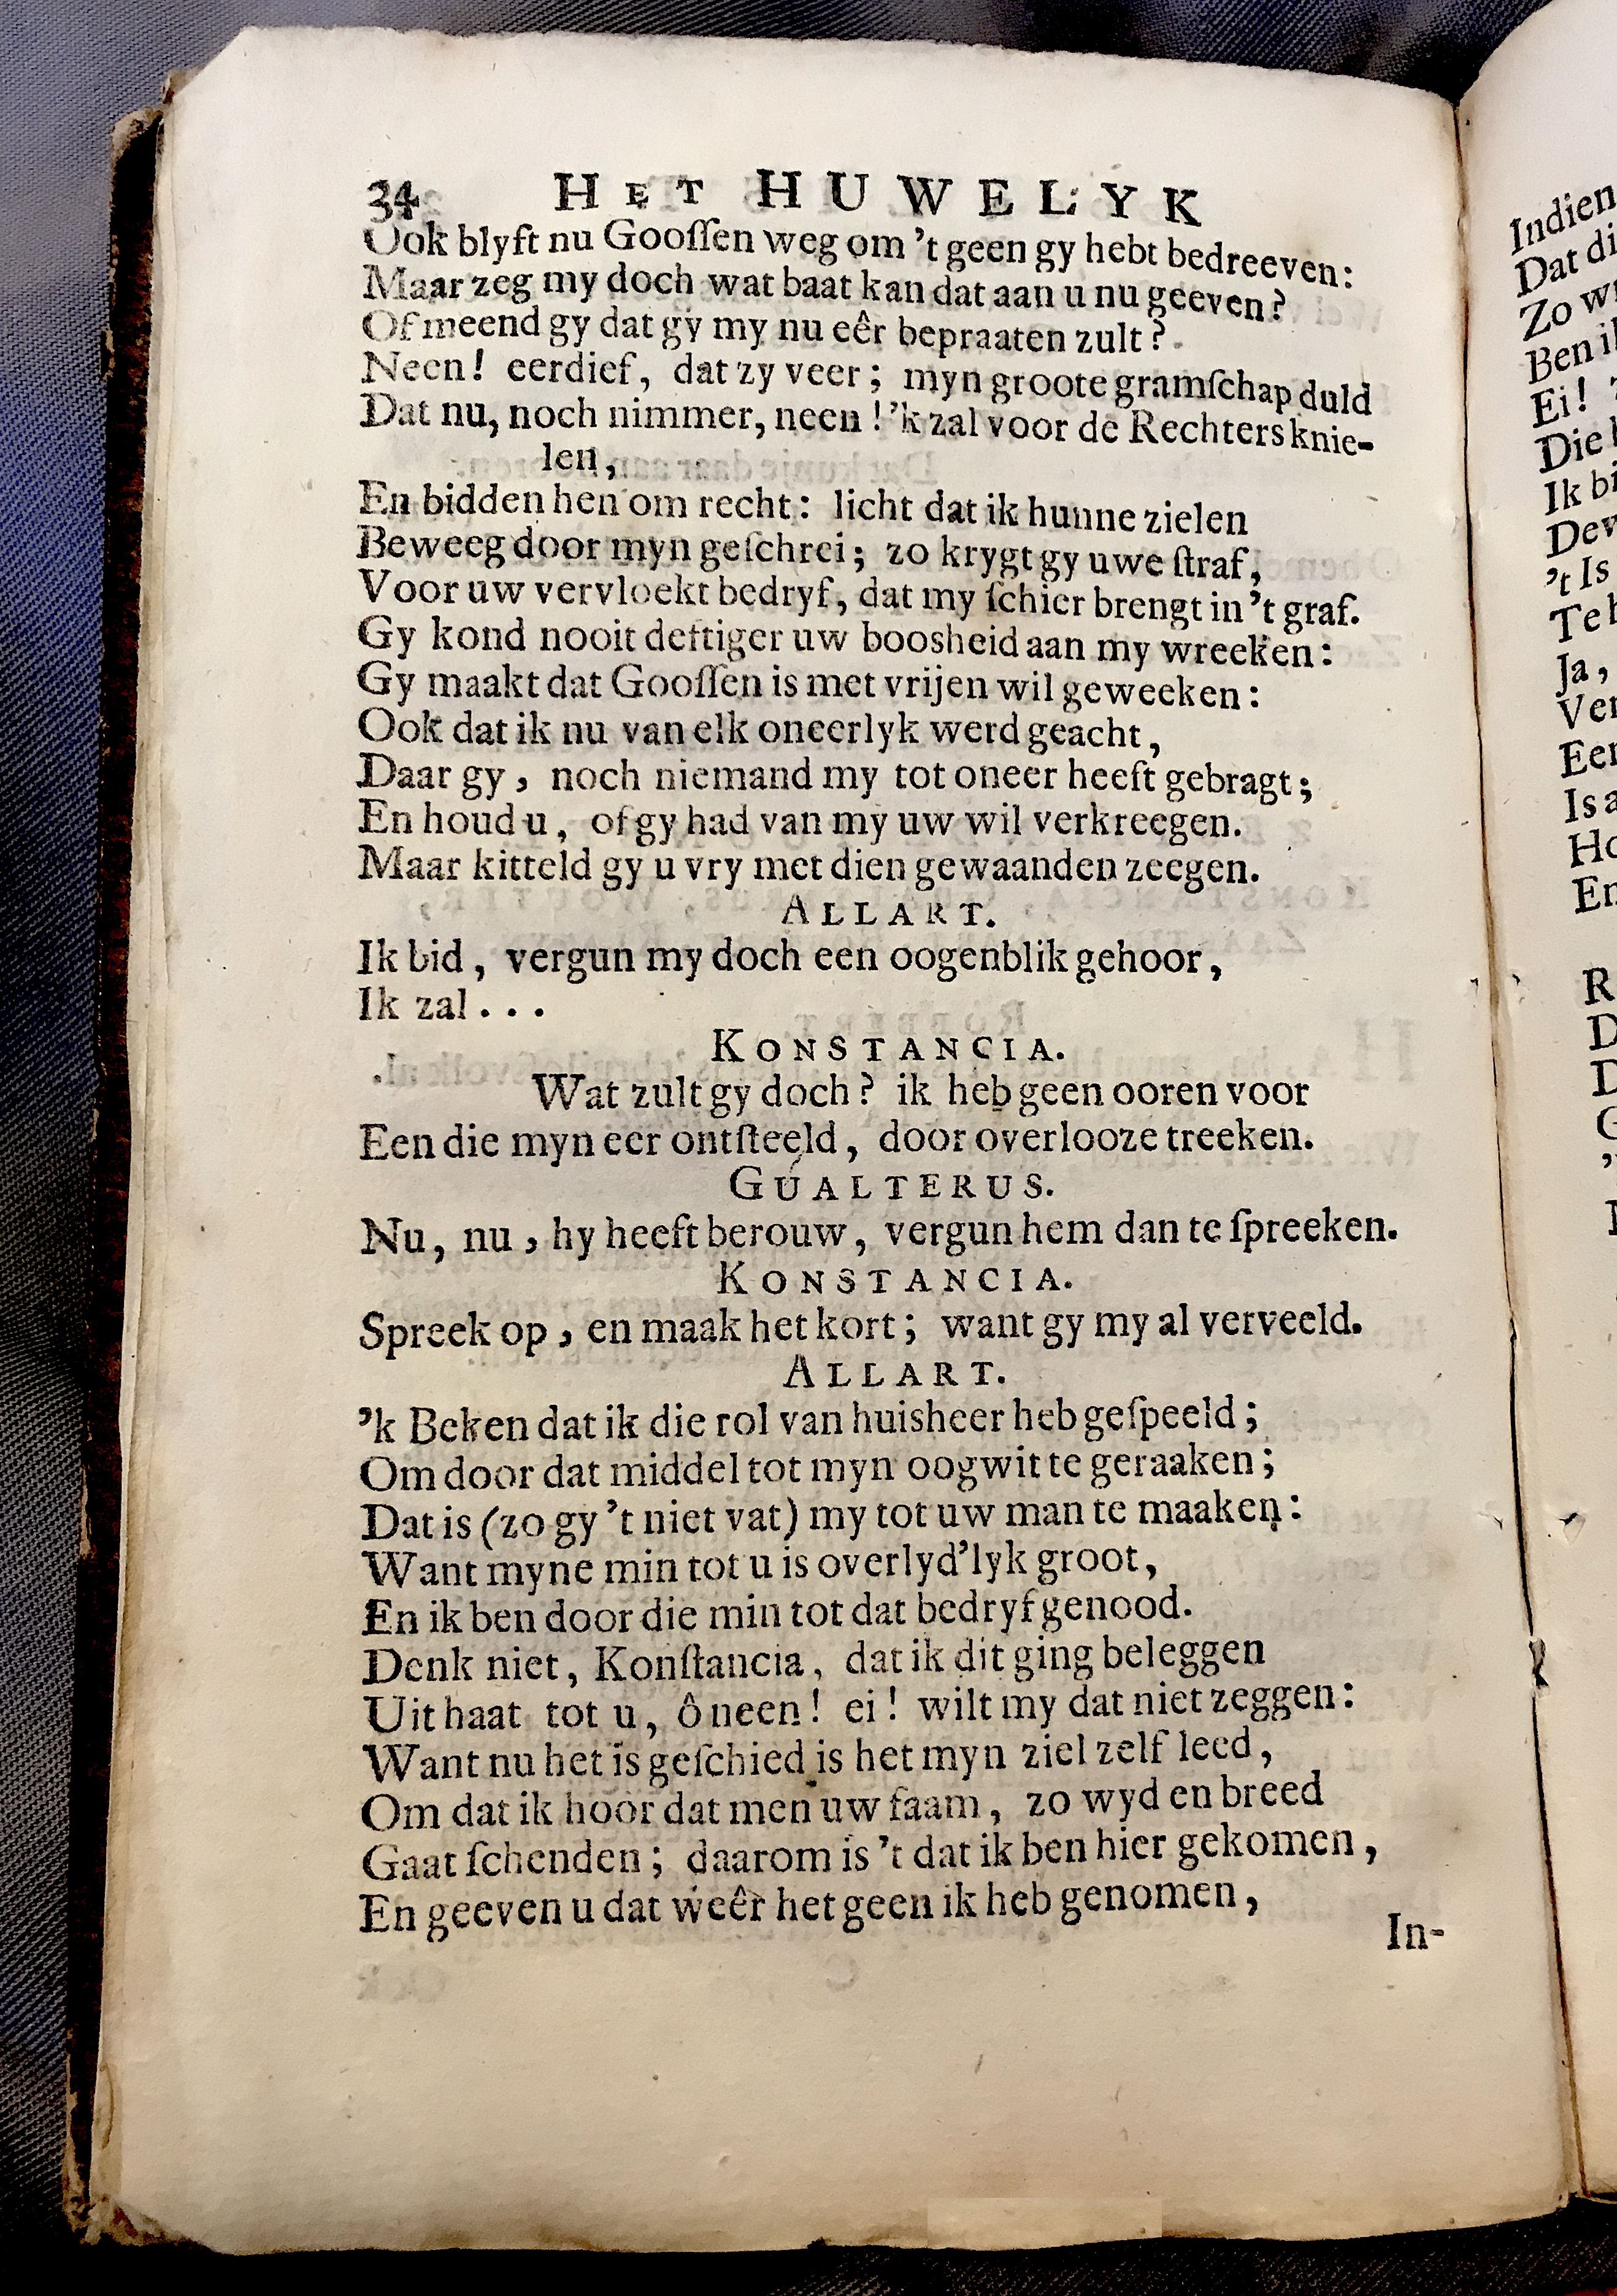 34 HET HUWELYK
Ook blyft nu Gooſſen weg om 't geen gy hebt bedreeven:
Maar zeg my doch wat baat kan dat aan u nu geeven?
Of meend gy dat gy my nu eêr bepraaten zult?
Neen! eerdief, dat zy veer; myn groote gramſchap duld
Dat nu, noch nimmer, neen! 'k zal voor de Rechters knie-
len,
En bidden hen om recht: licht dat ik hunne zielen
Beweeg door myn geſchrei; zo krygt gy uwe ſtraf,
Voor uw vervloekt bedryf, dat my ſchier brengt in 't graf.
Gy kond nooit deftiger uw boosheid aan my wreeken:
Gy maakt dat Gooſſen is met vrijen wil geweeken:
Ook dat ik nu van elk oneerlyk werd geacht,
Daar gy, noch niemand my tot oneer heeft gebragt;
En houd u, of gy had van my uw wil verkreegen.
Maar kitteld gy u vry met dien gewaanden zeegen.
ALLART.
Ik bid, vergun my doch een oogenblik gehoor,
Ik zal...
KONSTANCIA.
Wat zult gy doch? ik heb geen ooren voor
Een die myn eer ontſteeld, door overlooze treeken.
GUALTERUS.
Nu, nu, hy heeft berouw, vergun hem dan te ſpreeken.
KONSTANCIA.
Spreek op, en maak het kort; want gy my al verveeld.
ALLART.
'k Beken dat ik die rol van huisheer heb geſpeeld;
Om door dat middel tot myn oogwit te geraaken;
Dat is (zo gy 't niet vat) my tot uw man te maaken:
Want myne min tot u is overlyd'lyk groot,
En ik ben door die min tot dat bedryf genood.
Denk niet, Konſtancia, dat ik dit ging beleggen
Uit haat tot u, ô neen! ei! wilt my dat niet zeggen:
Want nu het is geſchied is het myn ziel zelf leed,
Om dat ik hoor dat men uw faam, zo wyd en breed
Gaat ſchenden; daarom is 't dat ik ben hier gekomen,
En geeven u dat weêr het geen ik heb genomen,
In-
Indien
Dat di
Zo w
Ben i
Ei!
Die
Ik b
't Is
Te
Ja,
Is a